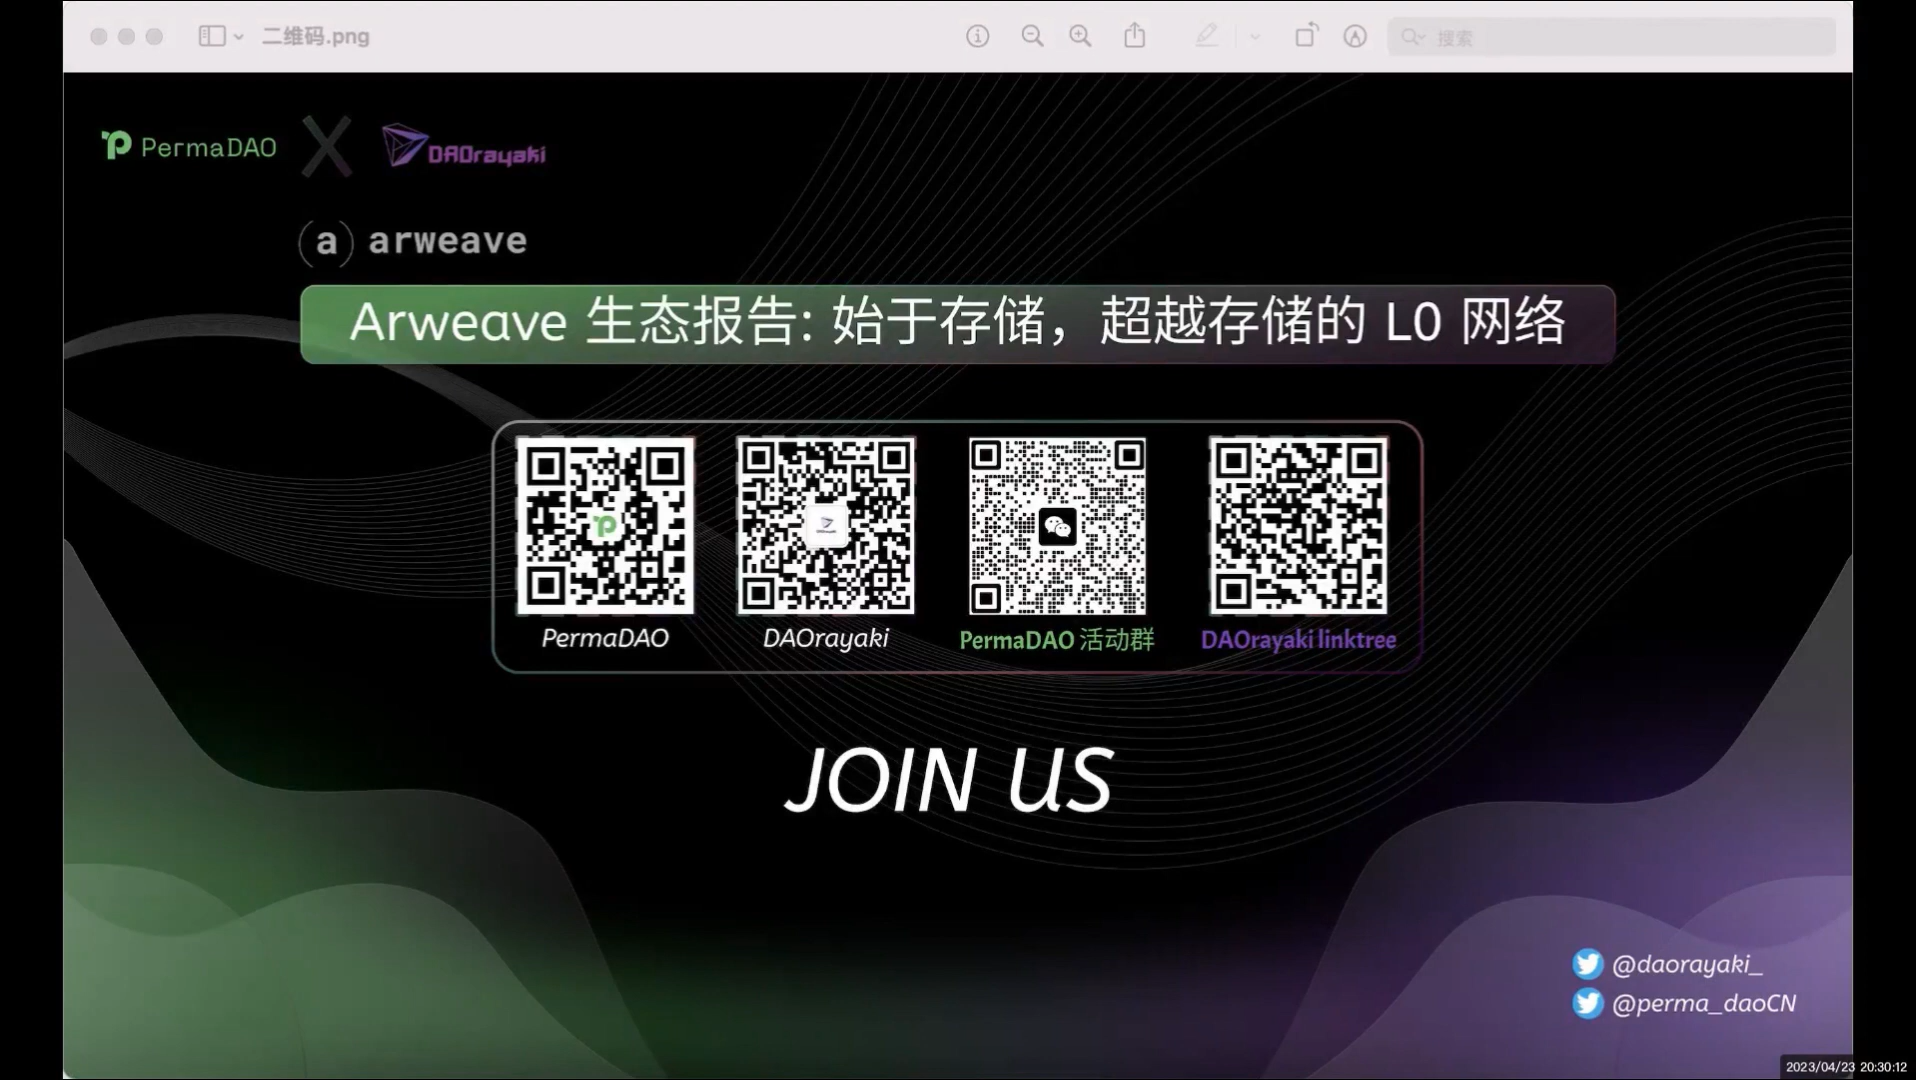 二维码.png
搜索
PermaDAO X DAOrayaki
a arweave
Arweave 生态报告: 始于存储，超越存储的 L0 网络
PermaDAO
DAOrayaki
PermaDAO 活动群
DAOrayaki linktree
JOIN US
@daorayaki_
@perma_daoCN
2023/04/23 20:30:12